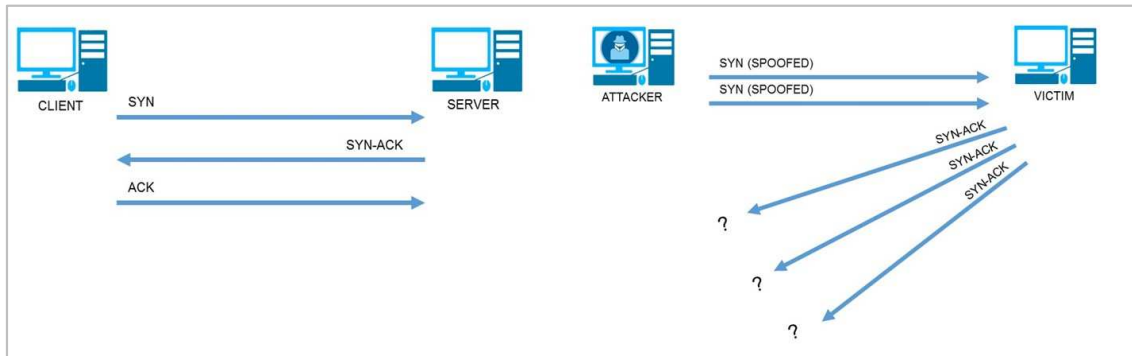 CLIENT
SYN
SERVER
SYN-ACK
ACK
ATTACKER
SYN (SPOOFED)
SYN (SPOOFED)
VICTIM
SYN-ACK
SYN-ACK
SYN-ACK
?
?
?